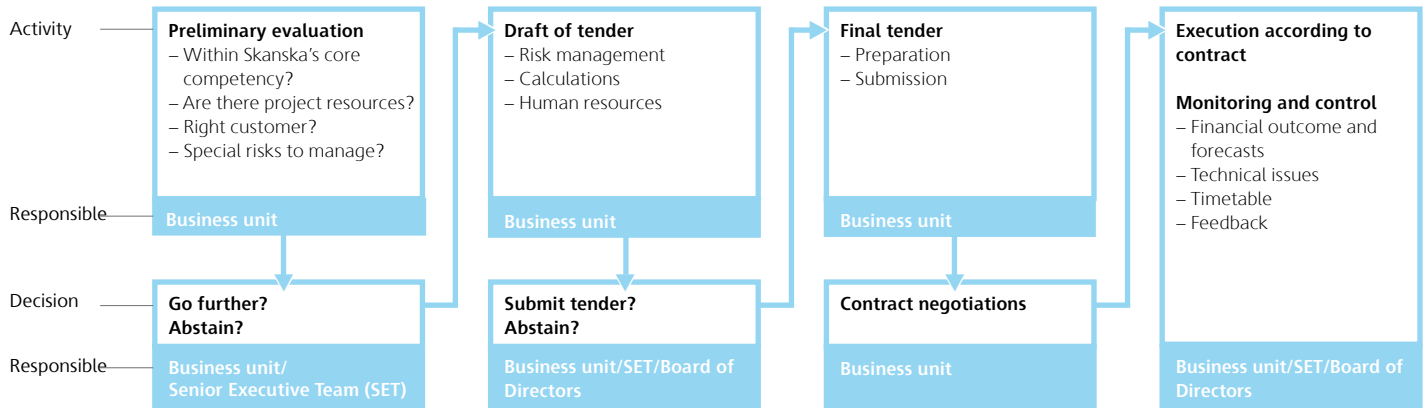 Activity
Preliminary evaluation
– Within Skanska's core
competency?
– Are there project resources?
– Right customer?
– Special risks to manage?
Draft of tender
– Risk management
– Calculations
– Human resources
Final tender
– Preparation
– Submission
Execution according to
contract
Monitoring and control
– Financial outcome and
forecasts
– Technical issues
– Timetable
– Feedback
Responsible
Business unit
Business unit
Business unit
Decision
Go further?
Abstain?
Submit tender?
Abstain?
Contract negotiations
Responsible
Business unit/
Senior Executive Team (SET)
Business unit/SET/Board of
Directors
Business unit
Business unit/SET/Board of
Directors